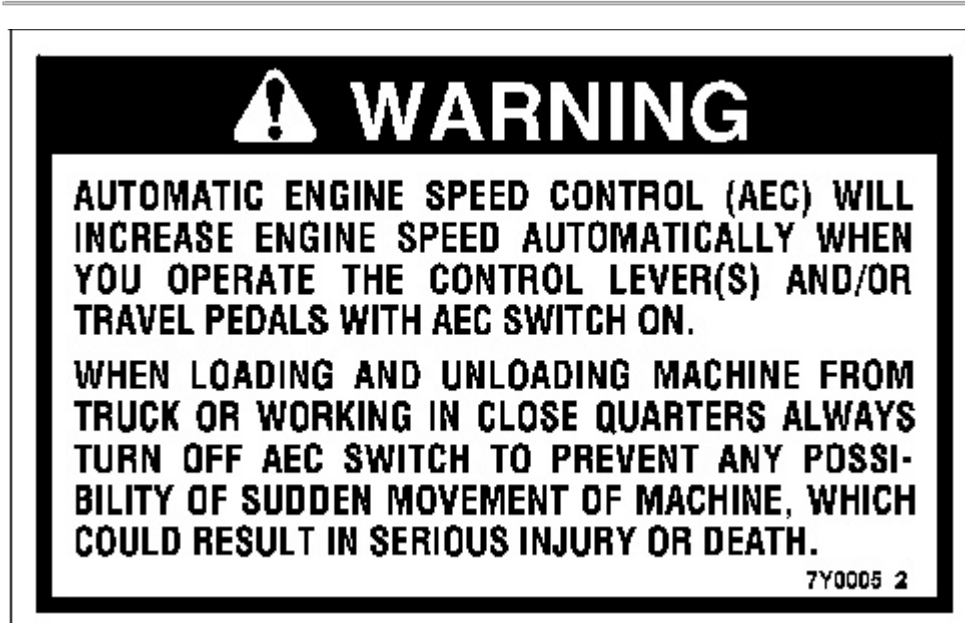 WARNING
AUTOMATIC ENGINE SPEED CONTROL (AEC) WILL
INCREASE ENGINE SPEED AUTOMATICALLY WHEN
YOU OPERATE THE CONTROL LEVER(S) AND/OR
TRAVEL PEDALS WITH AEC SWITCH ON.
WHEN LOADING AND UNLOADING MACHINE FROM
TRUCK OR WORKING IN CLOSE QUARTERS ALWAYS
TURN OFF AEC SWITCH TO PREVENT ANY POSSI-
BILITY OF SUDDEN MOVEMENT OF MACHINE, WHICH
COULD RESULT IN SERIOUS INJURY OR DEATH.
7Y0005 2